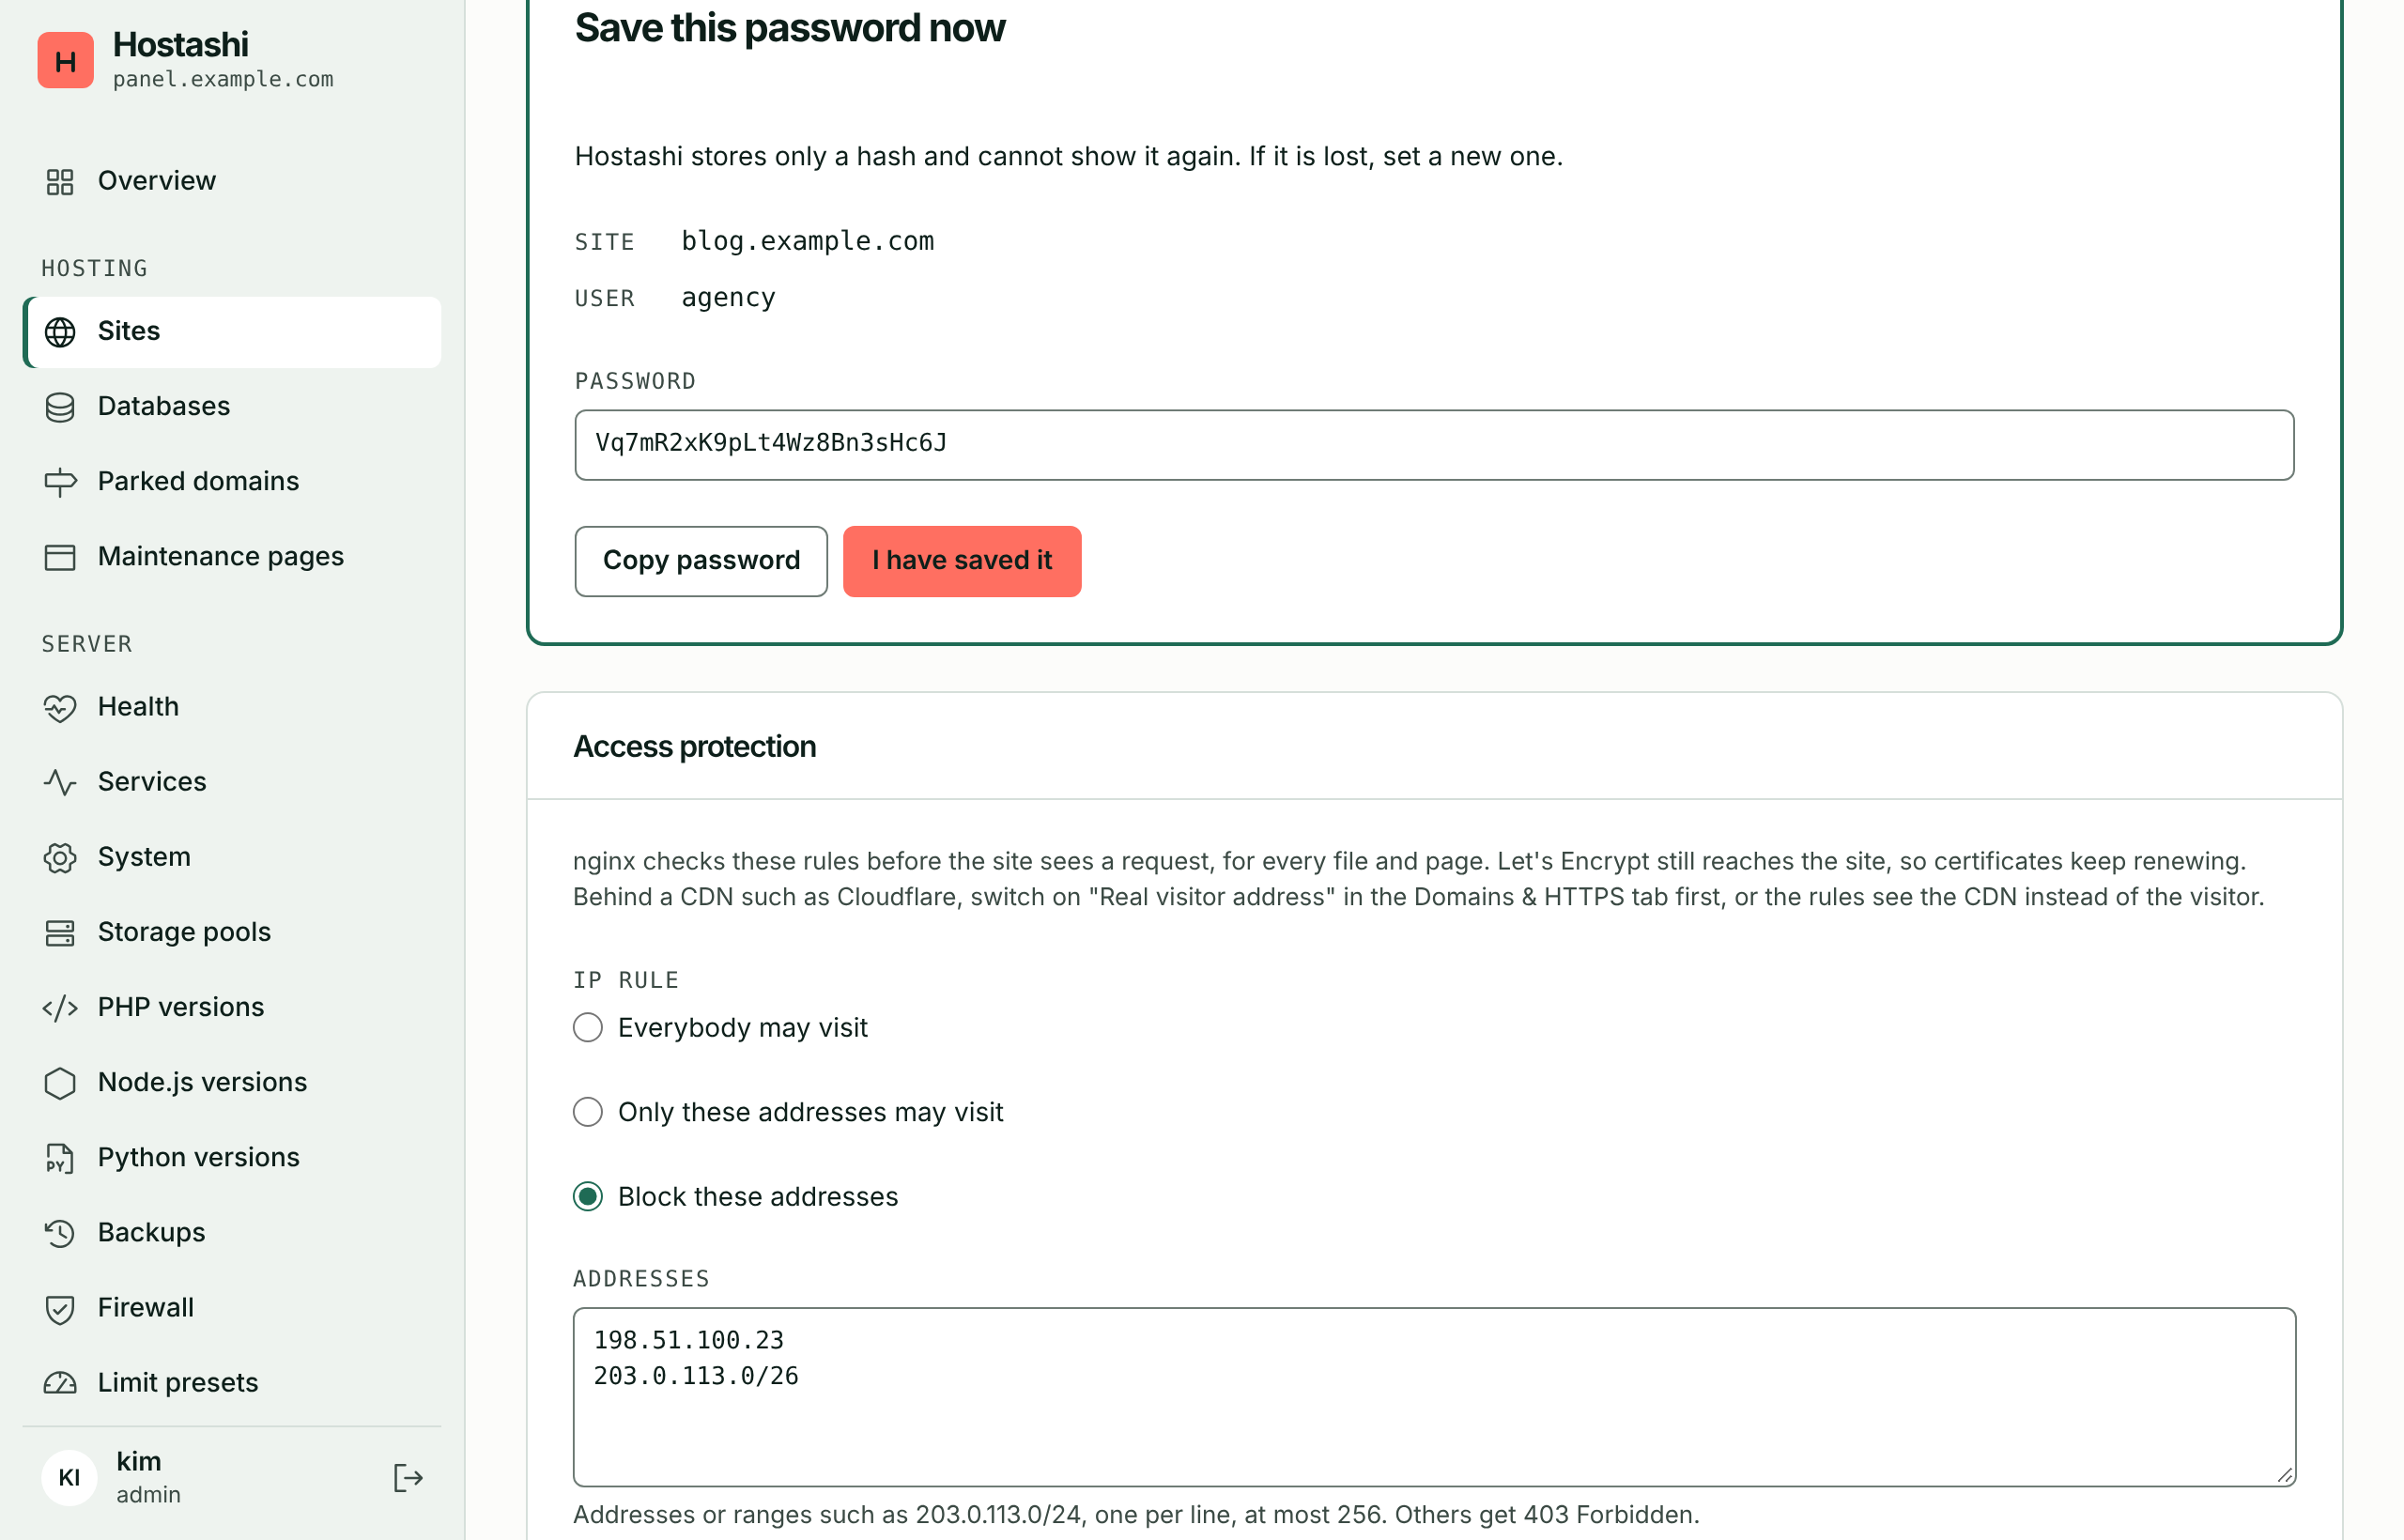 H
Hostashi
panel.example.com
Overview
HOSTING
Sites
Databases
Parked domains
Maintenance pages
SERVER
Health
Services
System
Storage pools
PHP versions
Node.js versions
PY
Python versions
Backups
Firewall
Limit presets
KI
kim
admin
Save this password now
Hostashi stores only a hash and cannot show it again. If it is lost, set a new one.
SITE blog.example.com
USER agency
PASSWORD
Vq7mR2xK9pLt4Wz8Bn3sHc6J
Copy password
I have saved it
Access protection
nginx checks these rules before the site sees a request, for every file and page. Let's Encrypt still reaches the site, so certificates keep renewing.
Behind a CDN such as Cloudflare, switch on "Real visitor address" in the Domains & HTTPS tab first, or the rules see the CDN instead of the visitor.
IP RULE
Everybody may visit
Only these addresses may visit
Block these addresses
ADDRESSES
198.51.100.23
203.0.113.0/26
Addresses or ranges such as 203.0.113.0/24, one per line, at most 256. Others get 403 Forbidden.